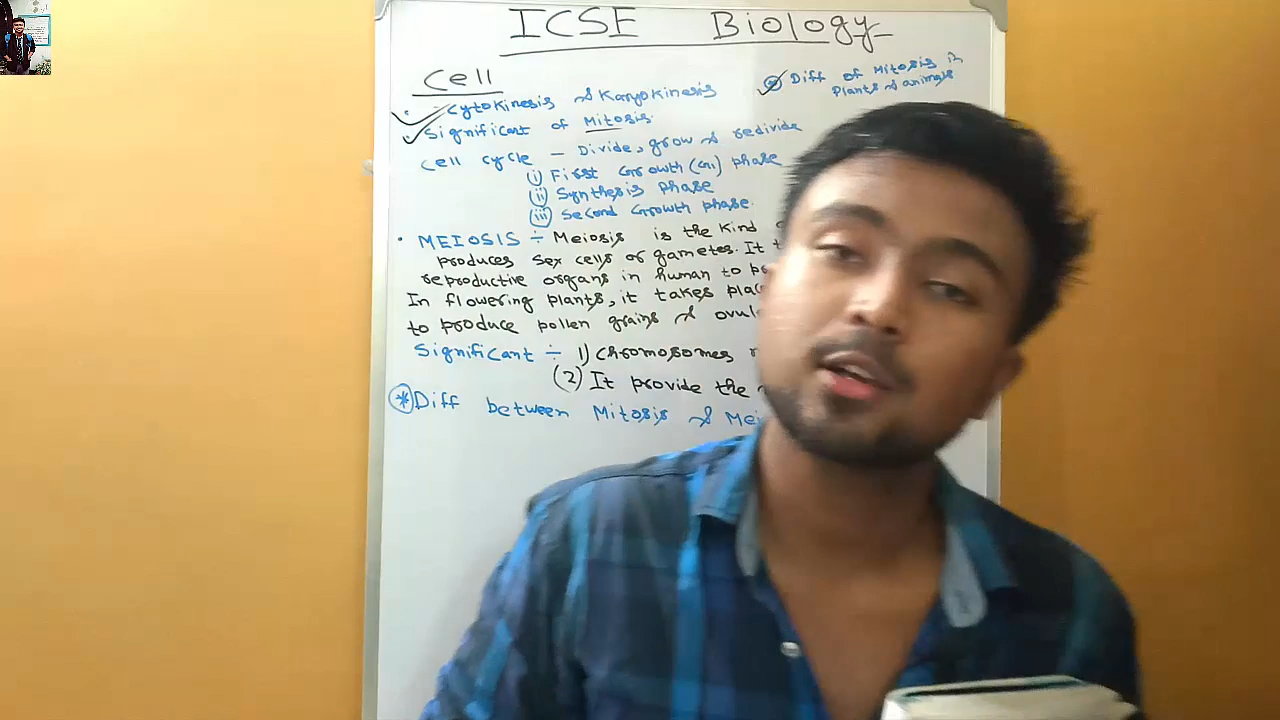 ICSE Biology
Cell
Cytokinesis & Karyokinesis
Diff of Mitosis in
Plants & animals
Significant of Mitosis.
Cell cycle - Divide, grow & redivide
(i) First Growth (G1) phase
(ii) Synthesis phase
(iii) Second Growth phase.
• MEIOSIS ÷ Meiosis is the kind
produces sex cells or gametes. It
reproductive organs in human to
In flowering plants, it takes
to produce pollen grains &
Significant ÷ 1) Chromosomes
(2) It provide the
* Diff between Mitosis &